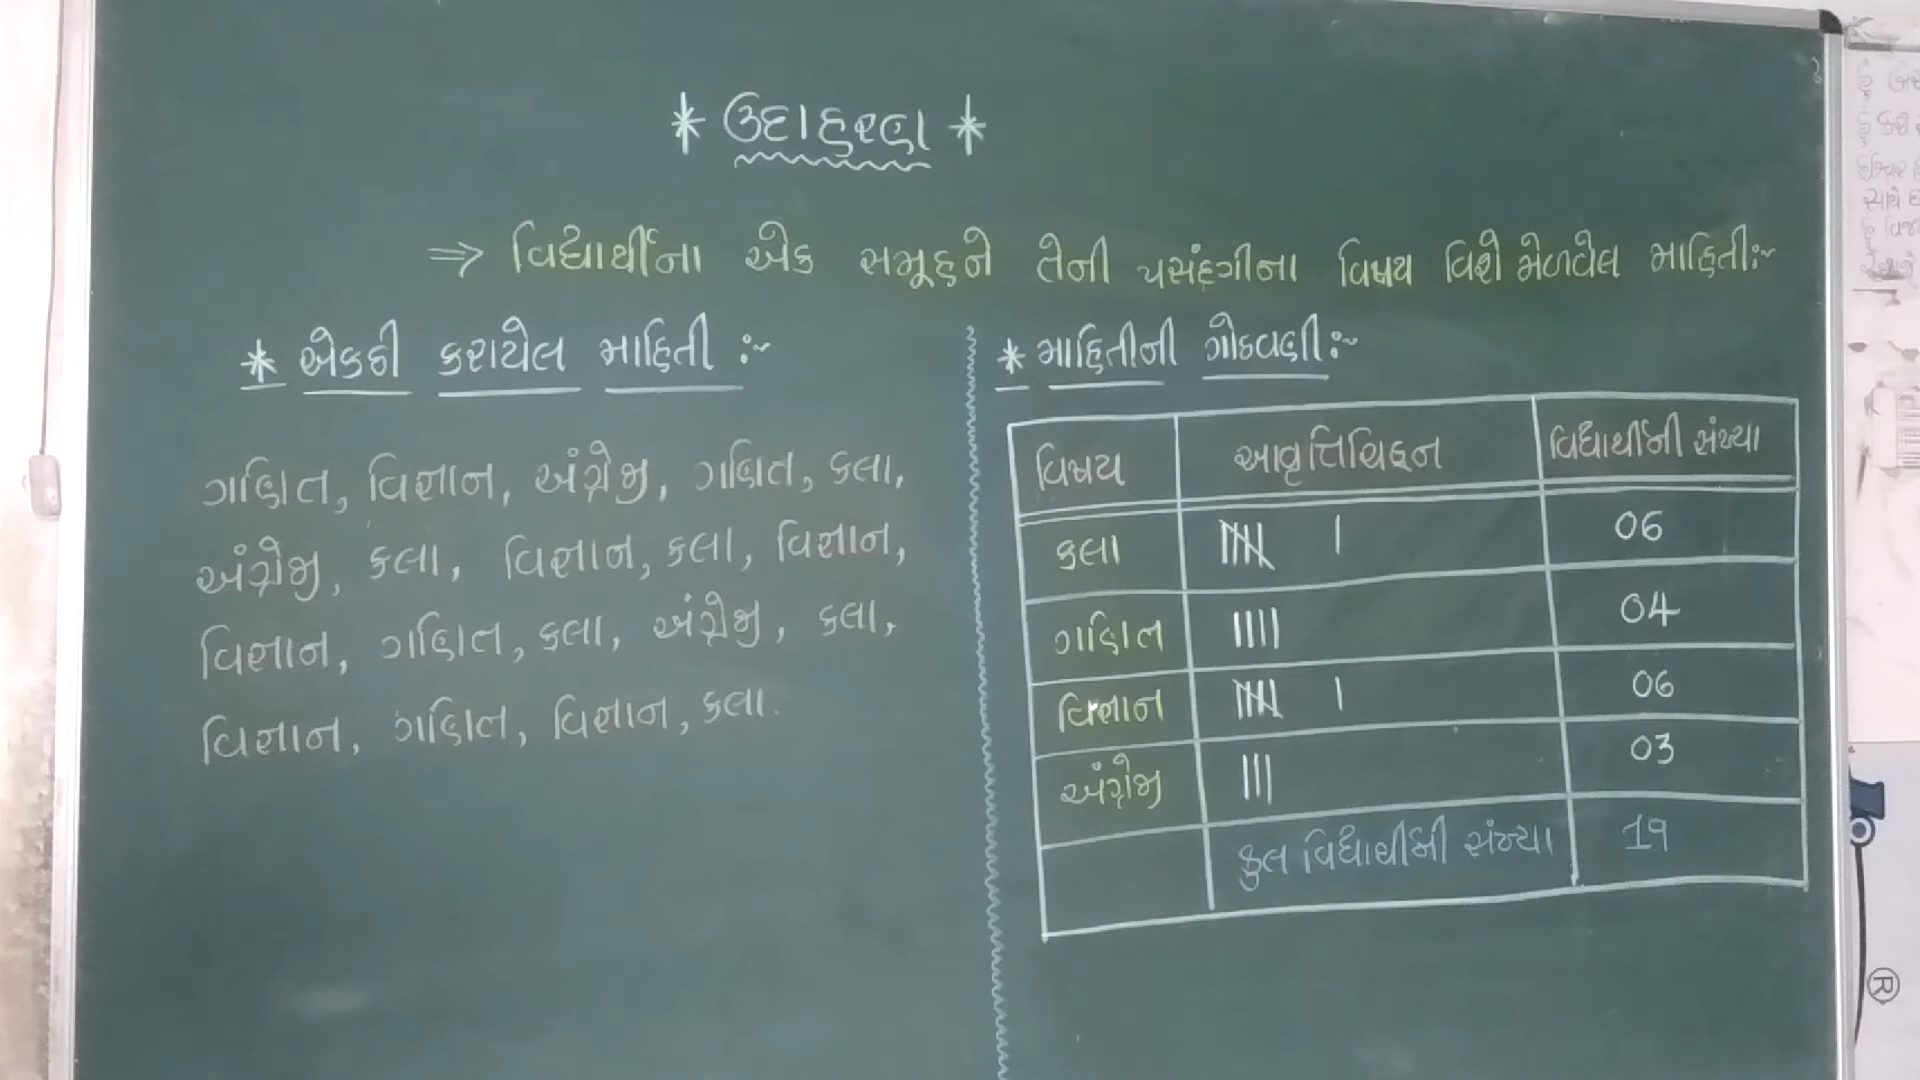 * ઉદાહરણ *
⇒ વિદ્યાર્થીના એક સમૂહને તેની પસંદગીના વિષય વિશે મેળવેલ માહિતી:~
* એકઠી કરાયેલ માહિતી :~
ગણિત, વિજ્ઞાન, અંગ્રેજી, ગણિત, કલા,
અંગ્રેજી, કલા, વિજ્ઞાન, કલા, વિજ્ઞાન,
વિજ્ઞાન, ગણિત, કલા, અંગ્રેજી, કલા,
વિજ્ઞાન, ગણિત, વિજ્ઞાન, કલા.
* માહિતીની ગોઠવણી:~
વિષય આવૃત્તિચિહ્ન વિદ્યાર્થીની સંખ્યા
કલા 𝍸 | 06
ગણિત |||| 04
વિજ્ઞાન 𝍸 | 06
અંગ્રેજી ||| 03
કુલ વિદ્યાર્થીની સંખ્યા 19
®